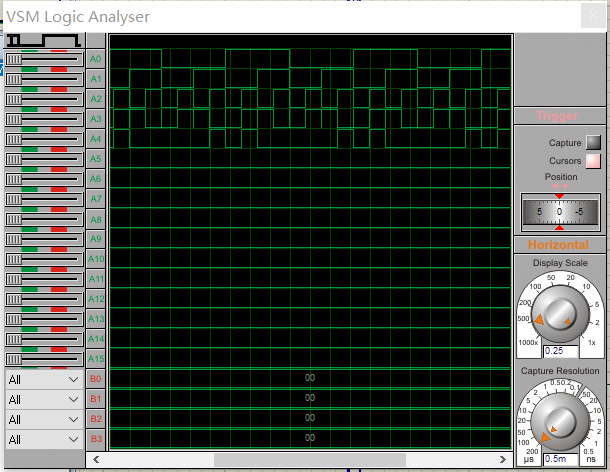 VSM Logic Analyser
A0
A1
A2
A3
A4
A5
A6
A7
A8
A9
A10
A11
A12
A13
A14
A15
All B0 00
All B1 00
All B2 00
All B3 00
Trigger
Capture
Cursors
Position
5 0 -5
Horizontal
Display Scale
50 20
100 10
200 5
500 2
1000x 1x
0.25
Capture Resolution
1 0.5 0.2 0.1
2 50
5 20
10 10
20 5
50 2
100 1
200 0.5
µs ns
0.5m